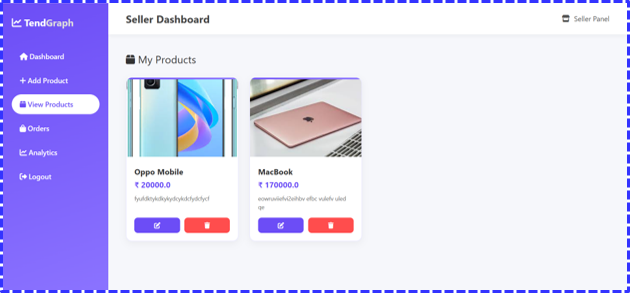 TendGraph
Dashboard
Add Product
View Products
Orders
Analytics
Logout
Seller Dashboard
Seller Panel
My Products
Oppo Mobile
₹ 20000.0
MacBook
₹ 170000.0